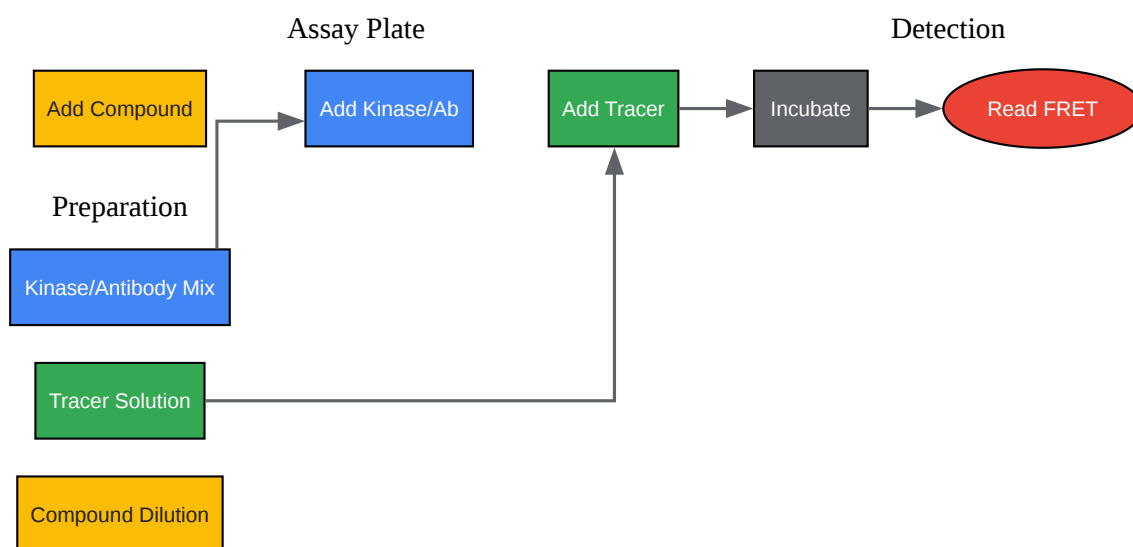 Assay Plate
Detection
Add Compound
Add Kinase/Ab
Add Tracer
Incubate
Read FRET
Preparation
Kinase/Antibody Mix
Tracer Solution
Compound Dilution